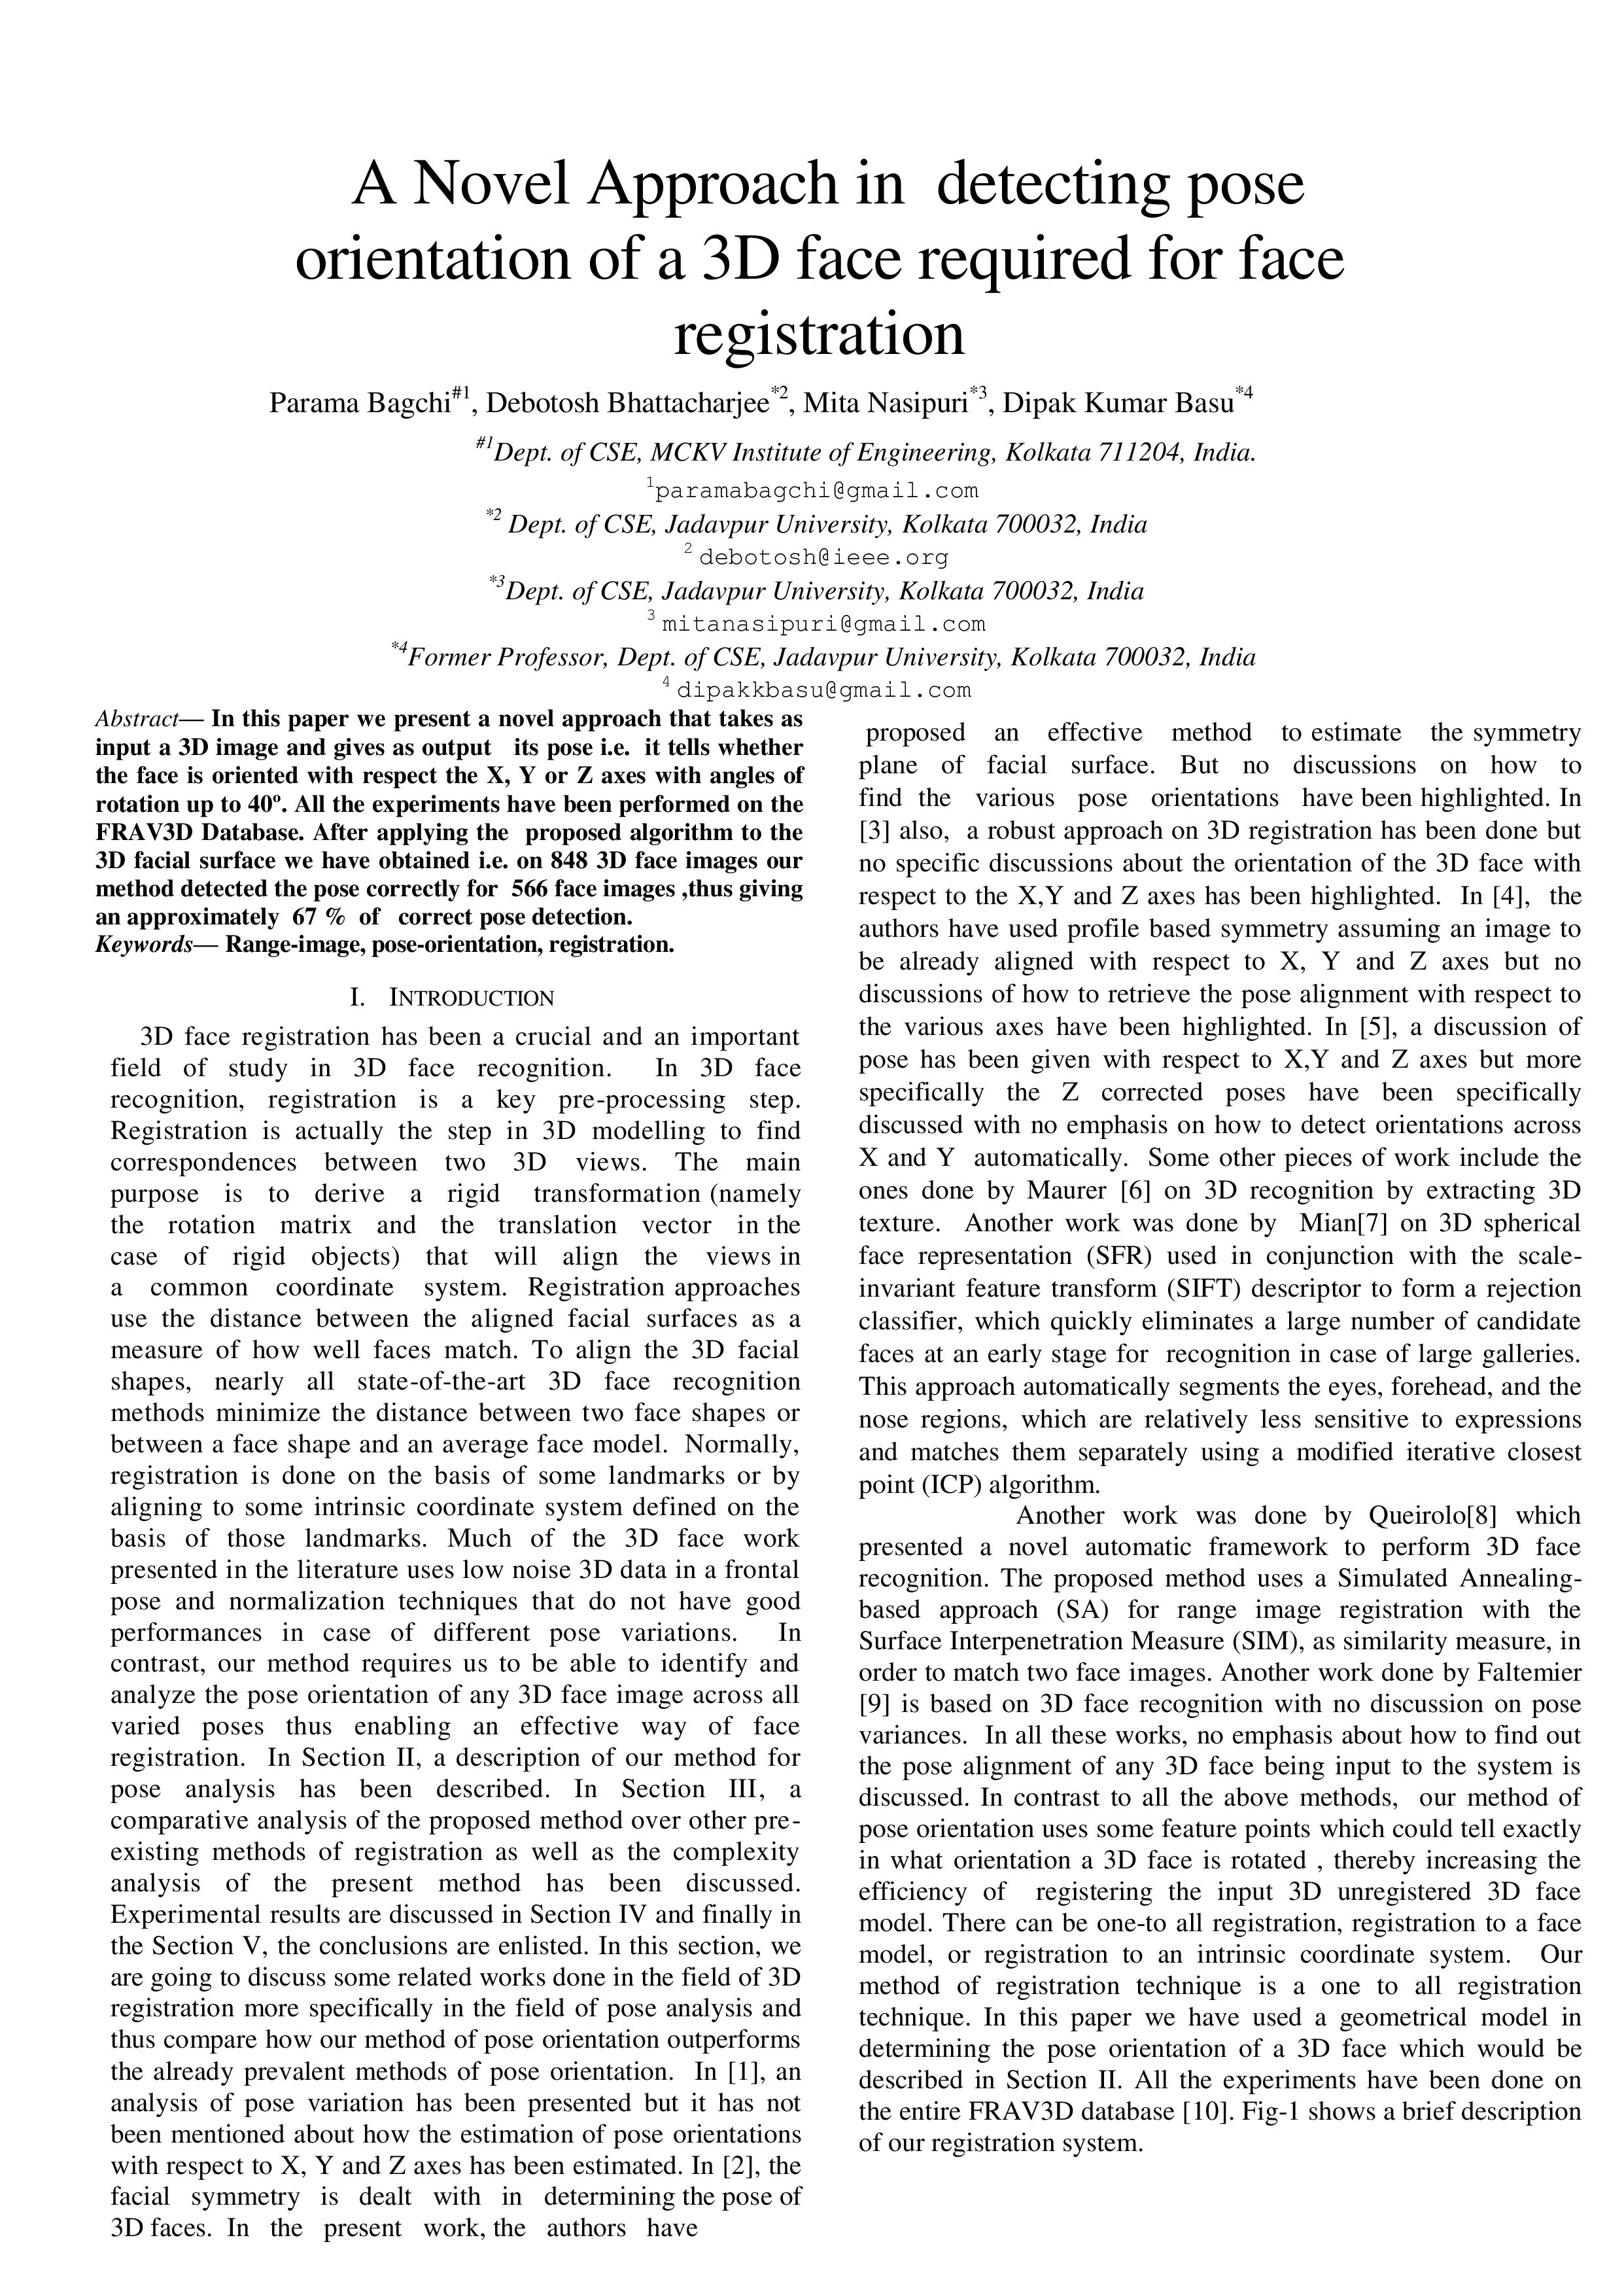 A Novel Approach in detecting pose
orientation of a 3D face required for face
registration
Parama Bagchi#1, Debotosh Bhattacharjee*2, Mita Nasipuri*3, Dipak Kumar Basu*4
#1Dept. of CSE, MCKV Institute of Engineering, Kolkata 711204, India.
1paramabagchi@gmail.com
*2 Dept. of CSE, Jadavpur University, Kolkata 700032, India
2 debotosh@ieee.org
*3Dept. of CSE, Jadavpur University, Kolkata 700032, India
3 mitanasipuri@gmail.com
*4Former Professor, Dept. of CSE, Jadavpur University, Kolkata 700032, India
4 dipakkbasu@gmail.com
Abstract— In this paper we present a novel approach that takes as
input a 3D image and gives as output its pose i.e. it tells whether
the face is oriented with respect the X, Y or Z axes with angles of
rotation up to 40º. All the experiments have been performed on the
FRAV3D Database. After applying the proposed algorithm to the
3D facial surface we have obtained i.e. on 848 3D face images our
method detected the pose correctly for 566 face images ,thus giving
an approximately 67 % of correct pose detection.
Keywords— Range-image, pose-orientation, registration.
I. INTRODUCTION
3D face registration has been a crucial and an important
field of study in 3D face recognition. In 3D face
recognition, registration is a key pre-processing step.
Registration is actually the step in 3D modelling to find
correspondences between two 3D views. The main
purpose is to derive a rigid transformation (namely
the rotation matrix and the translation vector in the
case of rigid objects) that will align the views in
a common coordinate system. Registration approaches
use the distance between the aligned facial surfaces as a
measure of how well faces match. To align the 3D facial
shapes, nearly all state-of-the-art 3D face recognition
methods minimize the distance between two face shapes or
between a face shape and an average face model. Normally,
registration is done on the basis of some landmarks or by
aligning to some intrinsic coordinate system defined on the
basis of those landmarks. Much of the 3D face work
presented in the literature uses low noise 3D data in a frontal
pose and normalization techniques that do not have good
performances in case of different pose variations. In
contrast, our method requires us to be able to identify and
analyze the pose orientation of any 3D face image across all
varied poses thus enabling an effective way of face
registration. In Section II, a description of our method for
pose analysis has been described. In Section III, a
comparative analysis of the proposed method over other pre-
existing methods of registration as well as the complexity
analysis of the present method has been discussed.
Experimental results are discussed in Section IV and finally in
the Section V, the conclusions are enlisted. In this section, we
are going to discuss some related works done in the field of 3D
registration more specifically in the field of pose analysis and
thus compare how our method of pose orientation outperforms
the already prevalent methods of pose orientation. In [1], an
analysis of pose variation has been presented but it has not
been mentioned about how the estimation of pose orientations
with respect to X, Y and Z axes has been estimated. In [2], the
facial symmetry is dealt with in determining the pose of
3D faces. In the present work, the authors have
proposed an effective method to estimate the symmetry
plane of facial surface. But no discussions on how to
find the various pose orientations have been highlighted. In
[3] also, a robust approach on 3D registration has been done but
no specific discussions about the orientation of the 3D face with
respect to the X,Y and Z axes has been highlighted. In [4], the
authors have used profile based symmetry assuming an image to
be already aligned with respect to X, Y and Z axes but no
discussions of how to retrieve the pose alignment with respect to
the various axes have been highlighted. In [5], a discussion of
pose has been given with respect to X,Y and Z axes but more
specifically the Z corrected poses have been specifically
discussed with no emphasis on how to detect orientations across
X and Y automatically. Some other pieces of work include the
ones done by Maurer [6] on 3D recognition by extracting 3D
texture. Another work was done by Mian[7] on 3D spherical
face representation (SFR) used in conjunction with the scale-
invariant feature transform (SIFT) descriptor to form a rejection
classifier, which quickly eliminates a large number of candidate
faces at an early stage for recognition in case of large galleries.
This approach automatically segments the eyes, forehead, and the
nose regions, which are relatively less sensitive to expressions
and matches them separately using a modified iterative closest
point (ICP) algorithm.
Another work was done by Queirolo[8] which
presented a novel automatic framework to perform 3D face
recognition. The proposed method uses a Simulated Annealing-
based approach (SA) for range image registration with the
Surface Interpenetration Measure (SIM), as similarity measure, in
order to match two face images. Another work done by Faltemier
[9] is based on 3D face recognition with no discussion on pose
variances. In all these works, no emphasis about how to find out
the pose alignment of any 3D face being input to the system is
discussed. In contrast to all the above methods, our method of
pose orientation uses some feature points which could tell exactly
in what orientation a 3D face is rotated , thereby increasing the
efficiency of registering the input 3D unregistered 3D face
model. There can be one-to all registration, registration to a face
model, or registration to an intrinsic coordinate system. Our
method of registration technique is a one to all registration
technique. In this paper we have used a geometrical model in
determining the pose orientation of a 3D face which would be
described in Section II. All the experiments have been done on
the entire FRAV3D database [10]. Fig-1 shows a brief description
of our registration system.